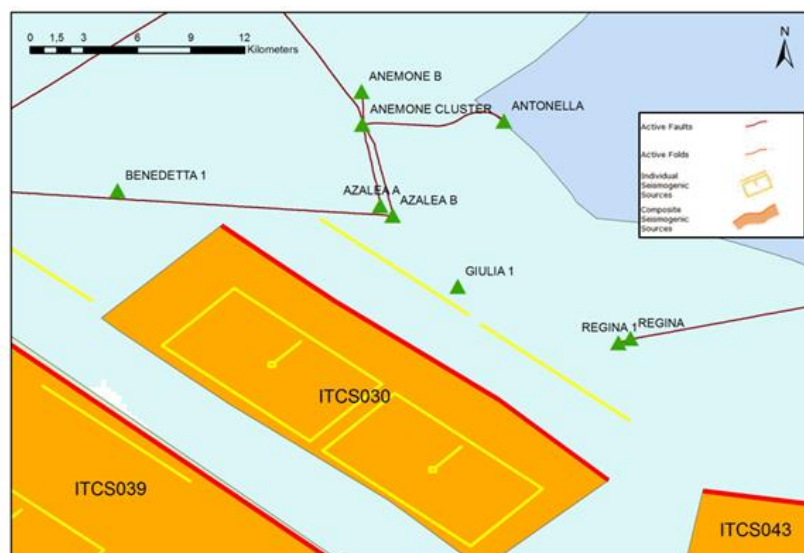 0 1,5 3 6 9 12
Kilometers
N
ANEMONE B
ANEMONE CLUSTER
ANTONELLA
Active Faults
Active Folds
Individual
Seismogenic
Sources
Composite
Seismogenic
Sources
BENEDETTA 1
AZALEA A
AZALEA B
GIULIA 1
REGINA 1
REGINA
ITCS030
ITCS039
ITCS043